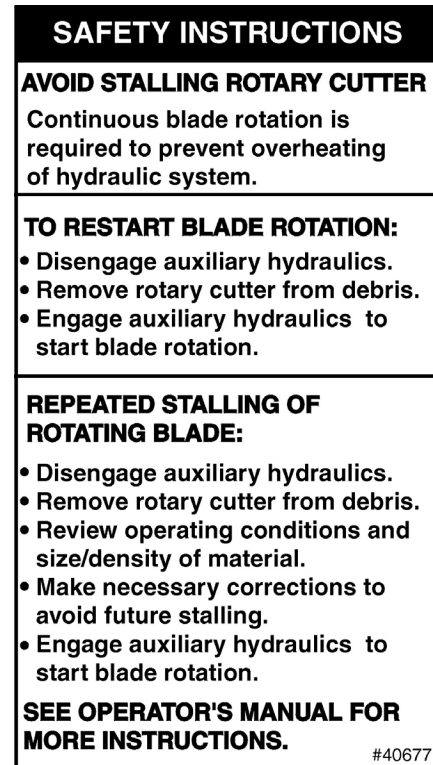 SAFETY INSTRUCTIONS
AVOID STALLING ROTARY CUTTER
Continuous blade rotation is
required to prevent overheating
of hydraulic system.
TO RESTART BLADE ROTATION:
• Disengage auxiliary hydraulics.
• Remove rotary cutter from debris.
• Engage auxiliary hydraulics to
start blade rotation.
REPEATED STALLING OF
ROTATING BLADE:
• Disengage auxiliary hydraulics.
• Remove rotary cutter from debris.
• Review operating conditions and
size/density of material.
• Make necessary corrections to
avoid future stalling.
• Engage auxiliary hydraulics to
start blade rotation.
SEE OPERATOR'S MANUAL FOR
MORE INSTRUCTIONS.
#40677